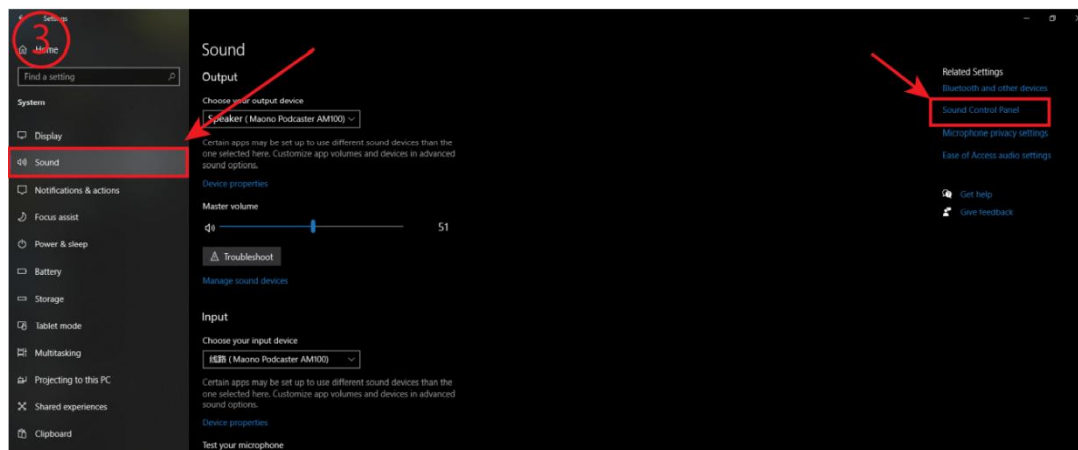 Settings
3
Home
Find a setting
System
Display
Sound
Notifications & actions
Focus assist
Power & sleep
Battery
Storage
Tablet mode
Multitasking
Projecting to this PC
Shared experiences
Clipboard
Sound
Output
Choose your output device
Speaker ( Maono Podcaster AM100)
Certain apps may be set up to use different sound devices than the
one selected here. Customize app volumes and devices in advanced
sound options.
Device properties
Master volume
51
Troubleshoot
Manage sound devices
Input
Choose your input device
线路 ( Maono Podcaster AM100)
Certain apps may be set up to use different sound devices than the
one selected here. Customize app volumes and devices in advanced
sound options.
Device properties
Test your microphone
Related Settings
Bluetooth and other devices
Sound Control Panel
Microphone privacy settings
Ease of Access audio settings
Get help
Give feedback